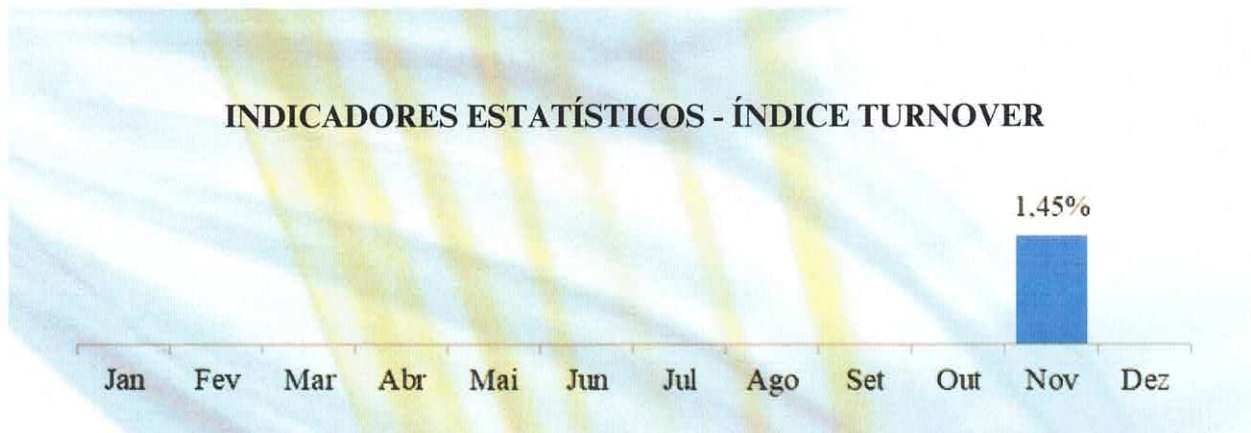 INDICADORES ESTATÍSTICOS - ÍNDICE TURNOVER
1.45%
Jan Fev Mar Abr Mai Jun Jul Ago Set Out Nov Dez